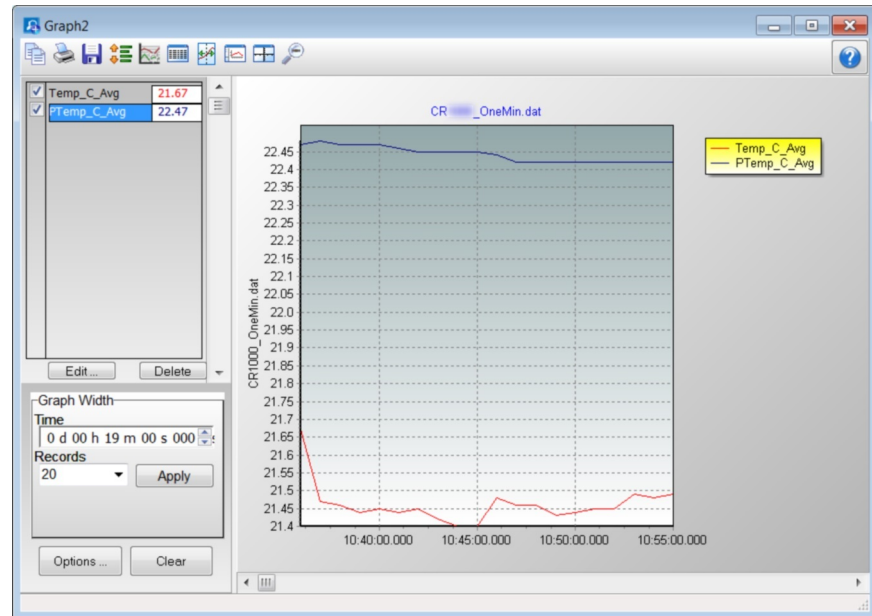 Graph2
Temp_C_Avg 21.67
PTemp_C_Avg 22.47
Edit ... Delete
Graph Width
Time
0 d 00 h 19 m 00 s 000
Records
20 Apply
Options ... Clear
CR _OneMin.dat
CR1000_OneMin.dat
22.45
22.4
22.35
22.3
22.25
22.2
22.15
22.1
22.05
22.0
21.95
21.9
21.85
21.8
21.75
21.7
21.65
21.6
21.55
21.5
21.45
21.4
10:40:00.000 10:45:00.000 10:50:00.000 10:55:00.000
Temp_C_Avg
PTemp_C_Avg